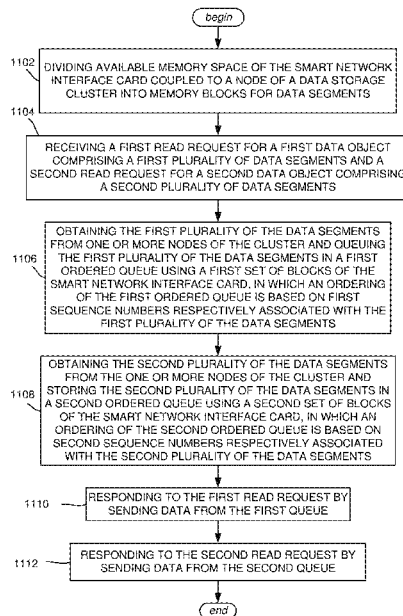 begin
1102
DIVIDING AVAILABLE MEMORY SPACE OF THE SMART NETWORK
INTERFACE CARD COUPLED TO A NODE OF A DATA STORAGE
CLUSTER INTO MEMORY BLOCKS FOR DATA SEGMENTS
1104
RECEIVING A FIRST READ REQUEST FOR A FIRST DATA OBJECT
COMPRISING A FIRST PLURALITY OF DATA SEGMENTS AND A
SECOND READ REQUEST FOR A SECOND DATA OBJECT COMPRISING
A SECOND PLURALITY OF DATA SEGMENTS
1106
OBTAINING THE FIRST PLURALITY OF THE DATA SEGMENTS
FROM ONE OR MORE NODES OF THE CLUSTER AND QUEUING
THE FIRST PLURALITY OF THE DATA SEGMENTS IN A FIRST
ORDERED QUEUE USING A FIRST SET OF BLOCKS OF THE
SMART NETWORK INTERFACE CARD, IN WHICH AN ORDERING
OF THE FIRST ORDERED QUEUE IS BASED ON FIRST
SEQUENCE NUMBERS RESPECTIVELY ASSOCIATED WITH THE
FIRST PLURALITY OF THE DATA SEGMENTS
1108
OBTAINING THE SECOND PLURALITY OF THE DATA SEGMENTS
FROM THE ONE OR MORE NODES OF THE CLUSTER AND
STORING THE SECOND PLURALITY OF THE DATA SEGMENTS IN
A SECOND ORDERED QUEUE USING A SECOND SET OF BLOCKS
OF THE SMART NETWORK INTERFACE CARD, IN WHICH AN
ORDERING OF THE SECOND ORDERED QUEUE IS BASED ON
SECOND SEQUENCE NUMBERS RESPECTIVELY ASSOCIATED
WITH THE SECOND PLURALITY OF THE DATA SEGMENTS
1110
RESPONDING TO THE FIRST READ REQUEST BY
SENDING DATA FROM THE FIRST QUEUE
1112
RESPONDING TO THE SECOND READ REQUEST BY
SENDING DATA FROM THE SECOND QUEUE
end